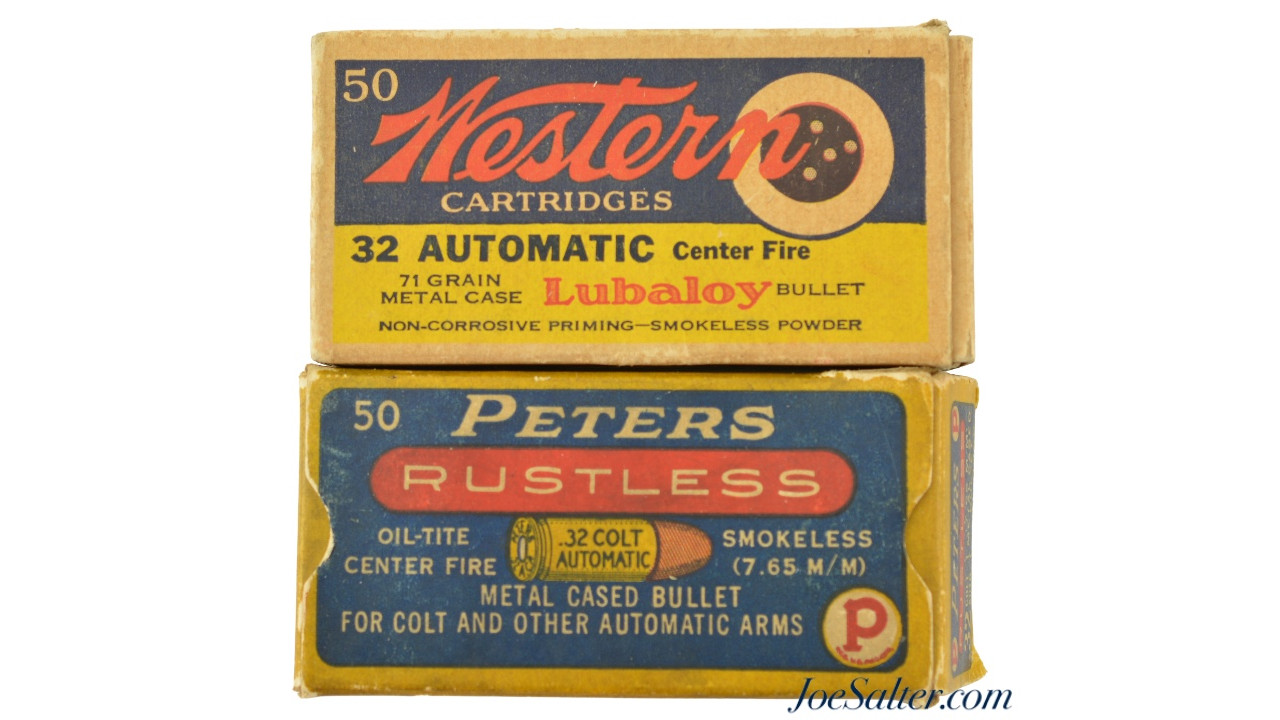 50
Western
CARTRIDGES
32 AUTOMATIC Center Fire
71 GRAIN
METAL CASE Lubaloy BULLET
NON-CORROSIVE PRIMING—SMOKELESS POWDER
50 PETERS
RUSTLESS
OIL-TITE
CENTER FIRE
.32 COLT
AUTOMATIC
SMOKELESS
(7.65 M/M)
METAL CASED BULLET
FOR COLT AND OTHER AUTOMATIC ARMS
P
P
PETERS
JoeSalter.com